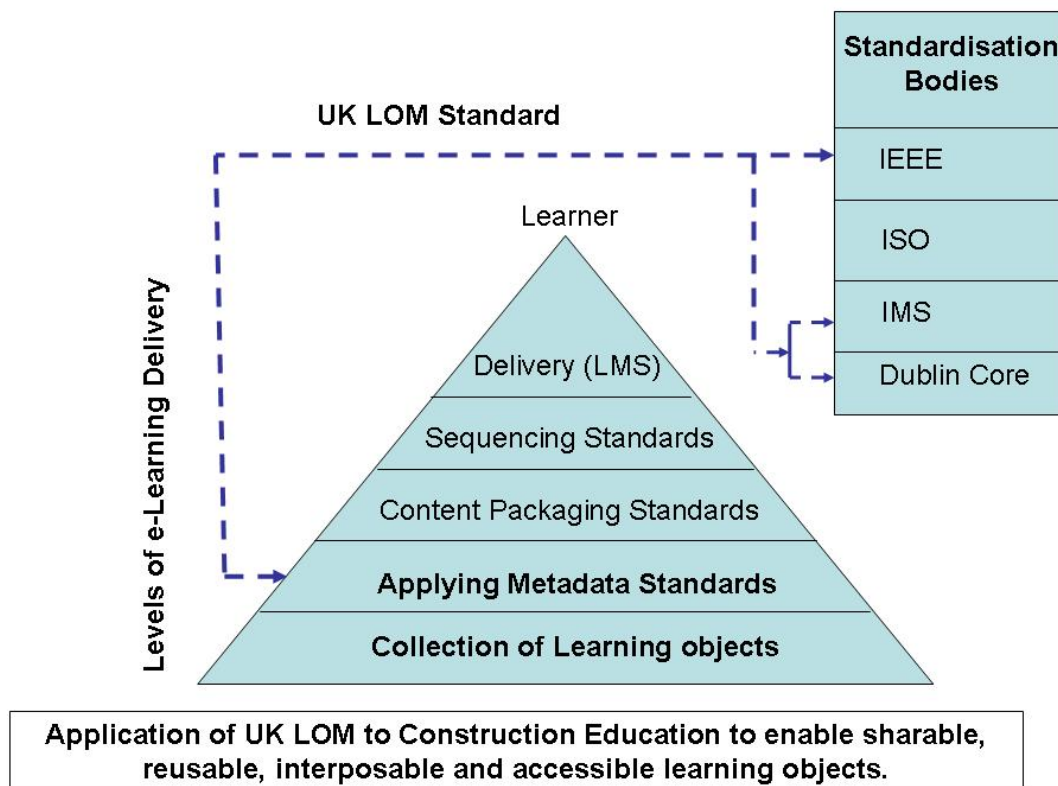 Standardisation
Bodies
UK LOM Standard
IEEE
ISO
IMS
Dublin Core
Learner
Levels of e-Learning Delivery
Delivery (LMS)
Sequencing Standards
Content Packaging Standards
Applying Metadata Standards
Collection of Learning objects
Application of UK LOM to Construction Education to enable sharable,
reusable, interposable and accessible learning objects.